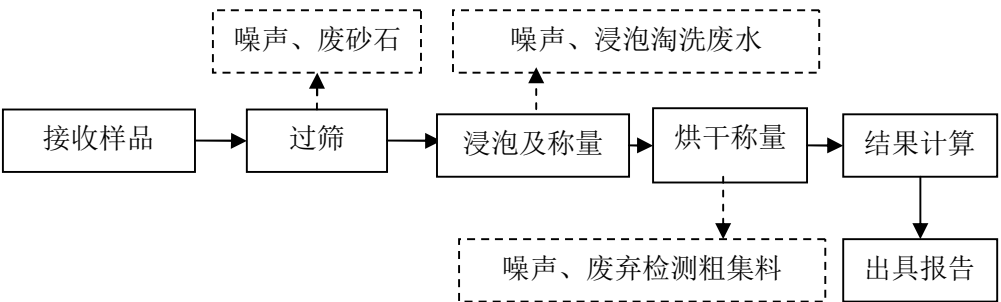 噪声、废砂石
噪声、浸泡淘洗废水
接收样品
过筛
浸泡及称量
烘干称量
结果计算
噪声、废弃检测粗集料
出具报告